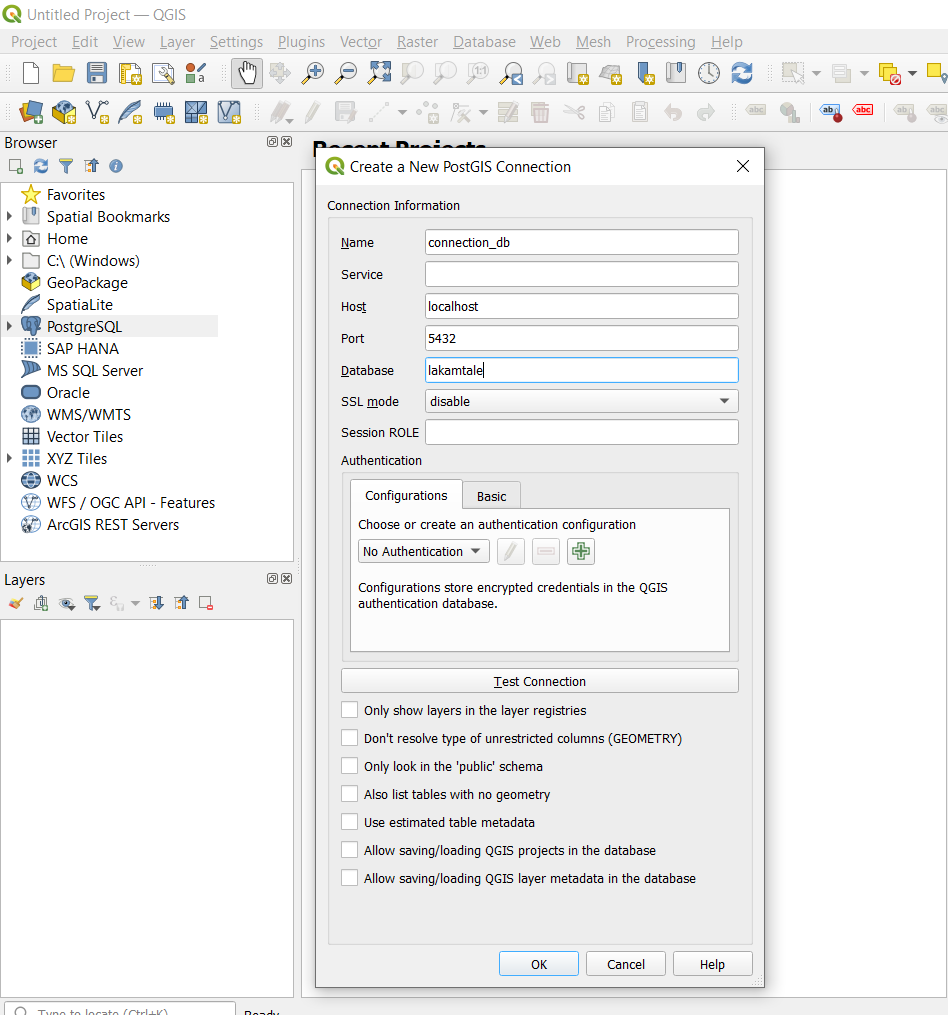 Untitled Project — QGIS
Project Edit View Layer Settings Plugins Vector Raster Database Web Mesh Processing Help
Browser
Favorites
Spatial Bookmarks
Home
C:\ (Windows)
GeoPackage
SpatiaLite
PostgreSQL
SAP HANA
MS SQL Server
Oracle
WMS/WMTS
Vector Tiles
XYZ Tiles
WCS
WFS / OGC API - Features
ArcGIS REST Servers
Layers
Recent Projects
Create a New PostGIS Connection
Connection Information
Name connection_db
Service
Host localhost
Port 5432
Database lakamtale
SSL mode disable
Session ROLE
Authentication
Configurations Basic
Choose or create an authentication configuration
No Authentication
Configurations store encrypted credentials in the QGIS
authentication database.
Test Connection
Only show layers in the layer registries
Don't resolve type of unrestricted columns (GEOMETRY)
Only look in the 'public' schema
Also list tables with no geometry
Use estimated table metadata
Allow saving/loading QGIS projects in the database
Allow saving/loading QGIS layer metadata in the database
OK Cancel Help
Type to locate (Ctrl+K) Ready